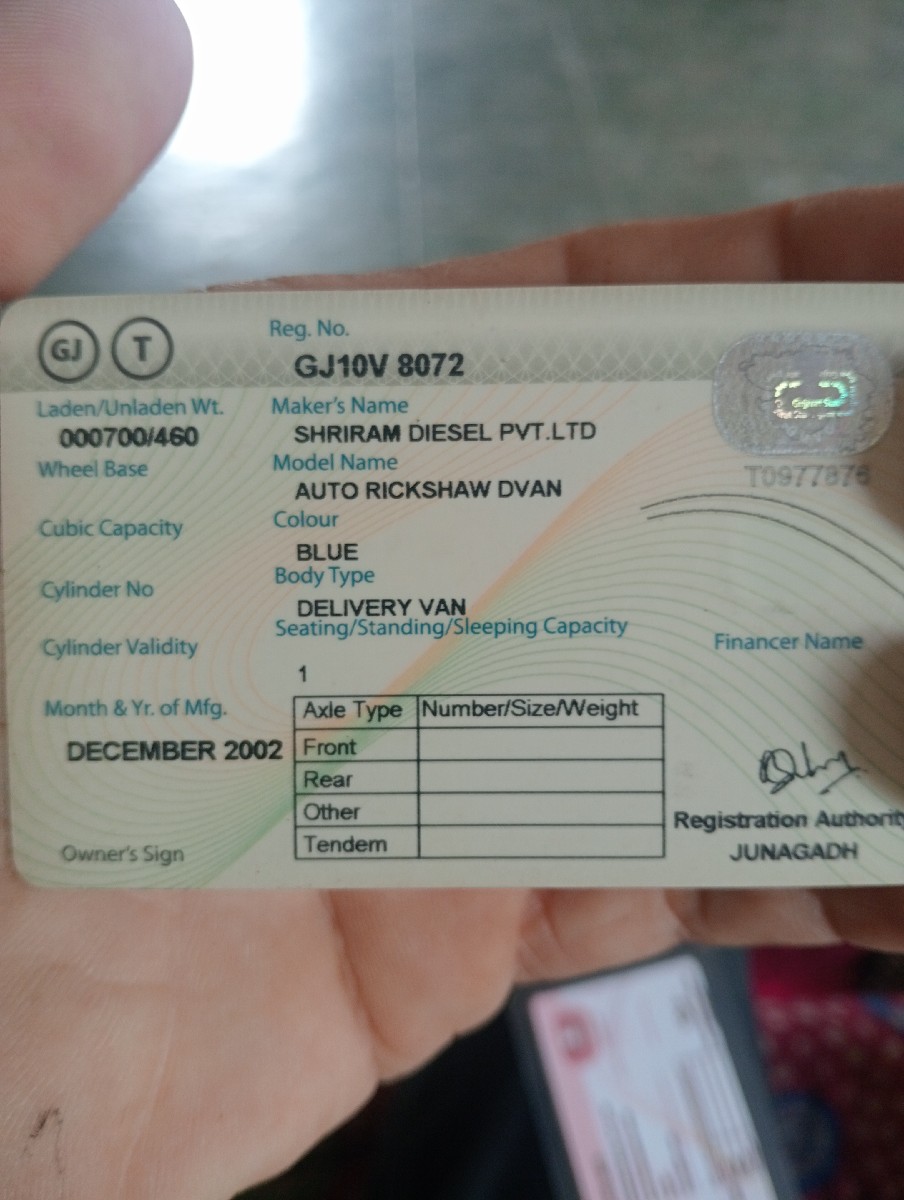 GJ T
Reg. No.
GJ10V 8072
Laden/Unladen Wt.
000700/460
Maker's Name
SHRIRAM DIESEL PVT.LTD
Wheel Base
Model Name
AUTO RICKSHAW DVAN
T0977876
Cubic Capacity
Colour
BLUE
Cylinder No
Body Type
DELIVERY VAN
Cylinder Validity
Seating/Standing/Sleeping Capacity
1
Financer Name
Month & Yr. of Mfg.
DECEMBER 2002
Axle Type Number/Size/Weight
Front
Rear
Other
Tendem
Owner's Sign
Registration Authority
JUNAGADH